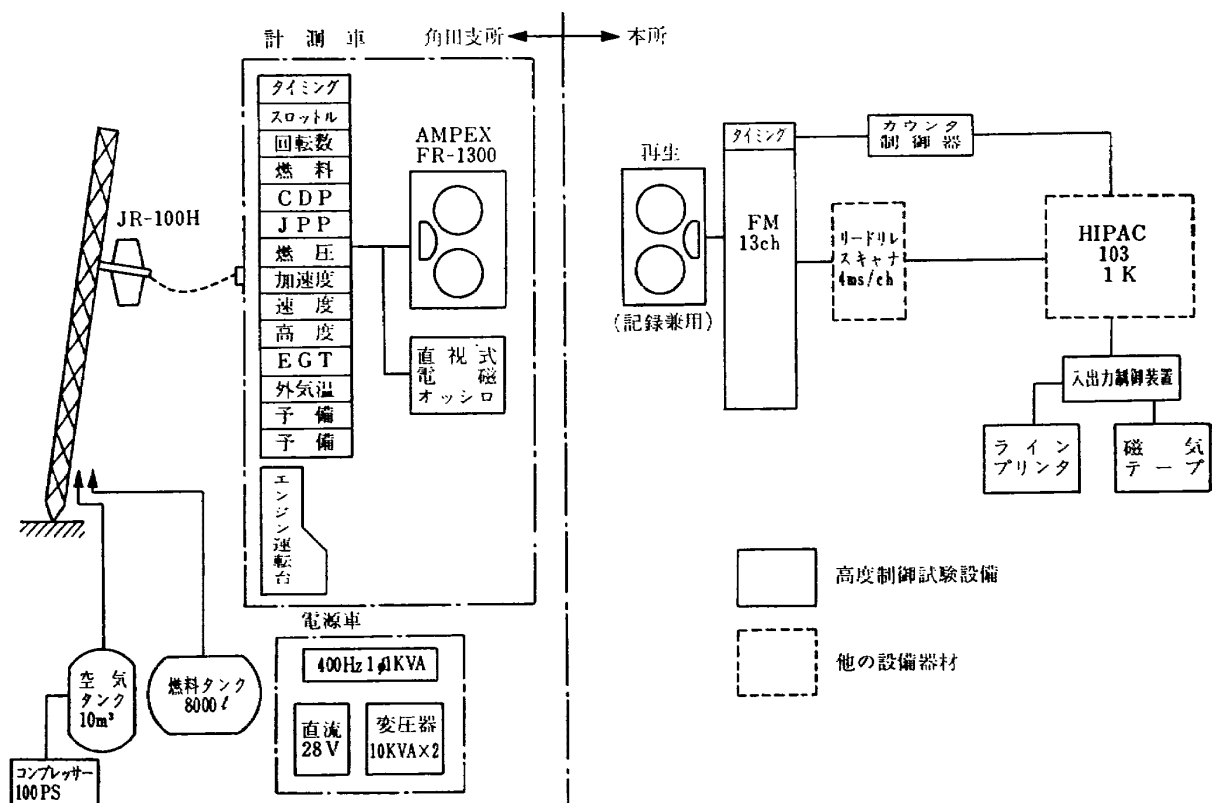 計測車
角田支所
本所
タイミング
スロットル
回転数
燃料
CDP
JPP
燃圧
加速度
速度
高度
EGT
外気温
予備
予備
エンジン運転台
JR-100H
AMPEX
FR-1300
直視式
電磁
オッシロ
空気
タンク
10m³
燃料タンク
8000ℓ
コンプレッサー
100PS
電源車
400Hz 1φ1KVA
直流
28V
変圧器
10KVA×2
再生
(記録兼用)
タイミング
FM
13ch
カウンタ
制御器
リードリレ
スキャナ
4ms/ch
HIPAC
103
1K
入出力制御装置
ライン
プリンタ
磁気
テープ
高度制御試験設備
他の設備器材